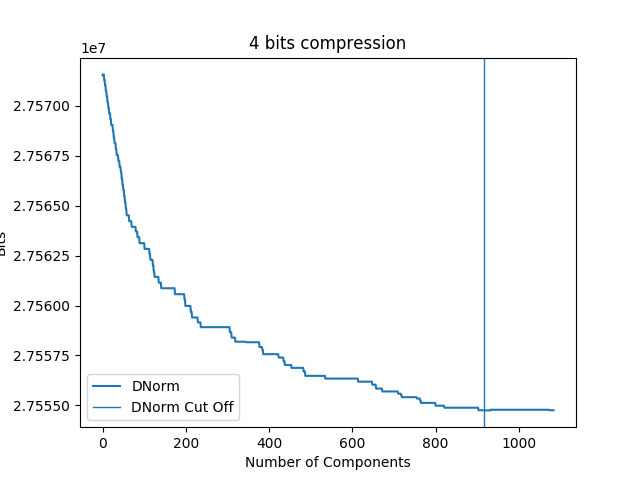 4 bits compression
1e7
2.75700
2.75675
2.75650
2.75625
2.75600
2.75575
2.75550
Bits
DNorm
DNorm Cut Off
0 200 400 600 800 1000
Number of Components